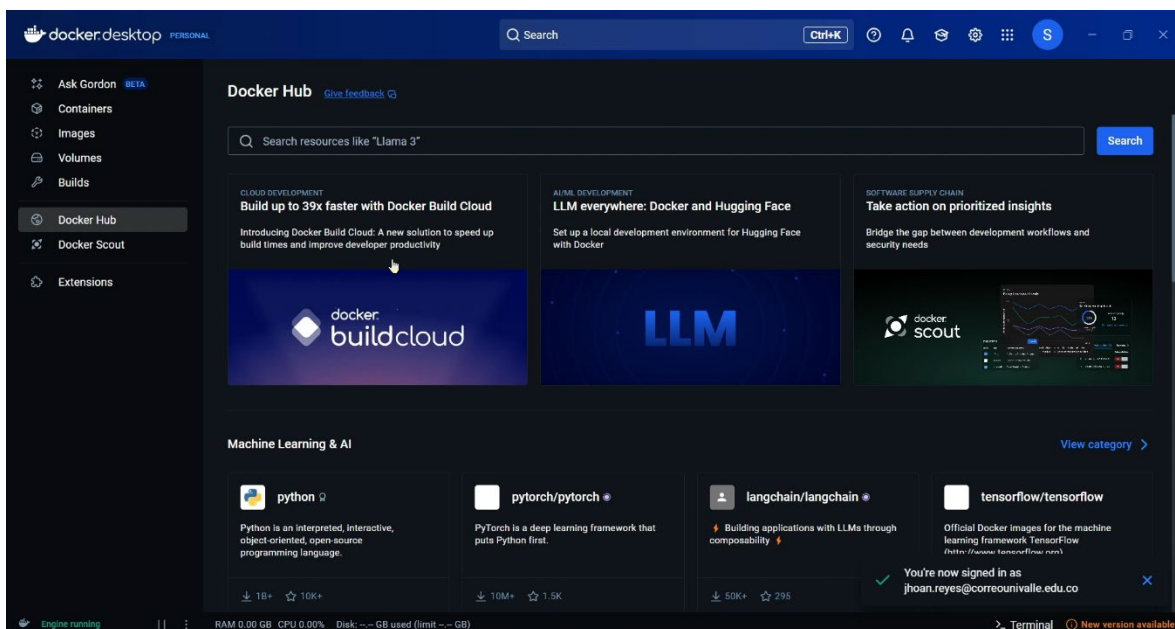 docker.desktop PERSONAL
Search
Ctrl+K
S
Ask Gordon BETA
Containers
Images
Volumes
Builds
Docker Hub
Docker Scout
Extensions
Docker Hub Give feedback
Search resources like "Llama 3"
Search
CLOUD DEVELOPMENT
Build up to 39x faster with Docker Build Cloud
Introducing Docker Build Cloud: A new solution to speed up
build times and improve developer productivity
docker
buildcloud
AI/ML DEVELOPMENT
LLM everywhere: Docker and Hugging Face
Set up a local development environment for Hugging Face
with Docker
LLM
SOFTWARE SUPPLY CHAIN
Take action on prioritized insights
Bridge the gap between development workflows and
security needs
docker
scout
Machine Learning & AI
View category
python
Python is an interpreted, interactive,
object-oriented, open-source
programming language.
1B+ 10K+
pytorch/pytorch
PyTorch is a deep learning framework that
puts Python first.
10M+ 1.5K
langchain/langchain
Building applications with LLMs through
composability
50K+ 295
tensorflow/tensorflow
Official Docker images for the machine
learning framework TensorFlow
(http://www.tensorflow.org)
You're now signed in as
jhoan.reyes@correounivalle.edu.co
Engine running
RAM 0.00 GB CPU 0.00% Disk: --.-- GB used (limit --.-- GB)
>_ Terminal
New version available